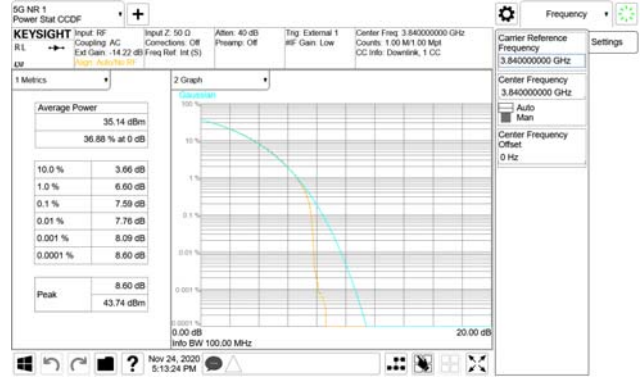 5G NR 1
Power Stat CCDF
Frequency
KEYSIGHT
RL
Input: RF
Coupling: AC
Ext Gain: -14.22 dB
Align: Auto/No RF
Input Z: 50 Ω
Corrections: Off
Freq Ref: Int (S)
Atten: 40 dB
Preamp: Off
Trig: External 1
#IF Gain: Low
Center Freq: 3.840000000 GHz
Counts: 1.00 M/1.00 Mpt
CC Info: Downlink, 1 CC
LV
Carrier Reference
Frequency
3.840000000 GHz
Settings
Center Frequency
3.840000000 GHz
Auto
Man
Center Frequency
Offset
0 Hz
1 Metrics
Average Power
35.14 dBm
36.88 % at 0 dB
10.0 % 3.66 dB
1.0 % 6.60 dB
0.1 % 7.59 dB
0.01 % 7.76 dB
0.001 % 8.09 dB
0.0001 % 8.60 dB
Peak
8.60 dB
43.74 dBm
2 Graph
Gaussian
100 %
10 %
1 %
0.1 %
0.01 %
0.001 %
0.0001 %
0.00 dB
20.00 dB
Info BW 100.00 MHz
?
Nov 24, 2020
5:13:24 PM